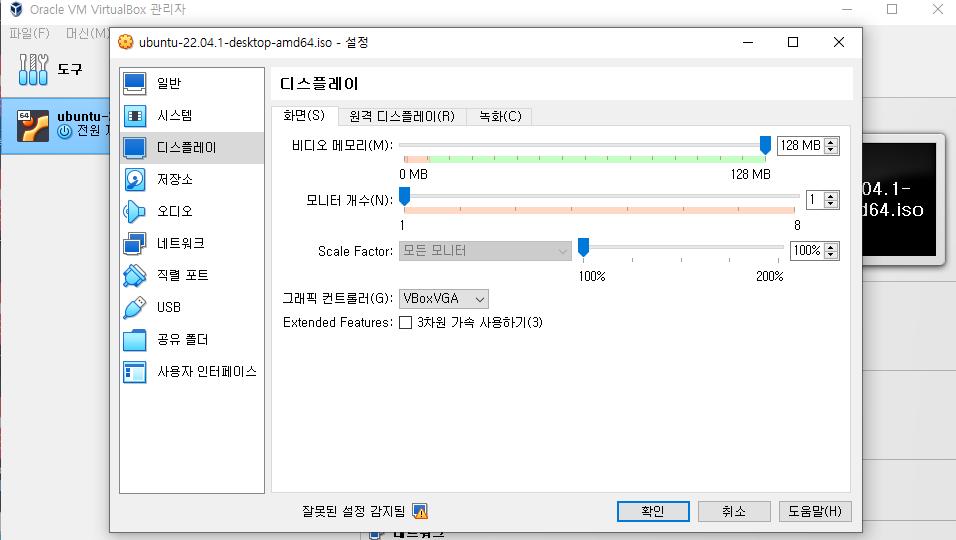 Oracle VM VirtualBox 관리자
파일(F) 머신(M)
도구
64
ubuntu-2
전원
ubuntu-22.04.1-desktop-amd64.iso - 설정
일반
시스템
디스플레이
저장소
오디오
네트워크
직렬 포트
USB
공유 폴더
사용자 인터페이스
디스플레이
화면(S) 원격 디스플레이(R) 녹화(C)
비디오 메모리(M): 128 MB
0 MB 128 MB
모니터 개수(N): 1
1 8
Scale Factor: 모든 모니터 100%
100% 200%
그래픽 컨트롤러(G): VBoxVGA
Extended Features: 3차원 가속 사용하기(3)
잘못된 설정 감지됨 확인 취소 도움말(H)
04.1-
d64.iso
네트워크